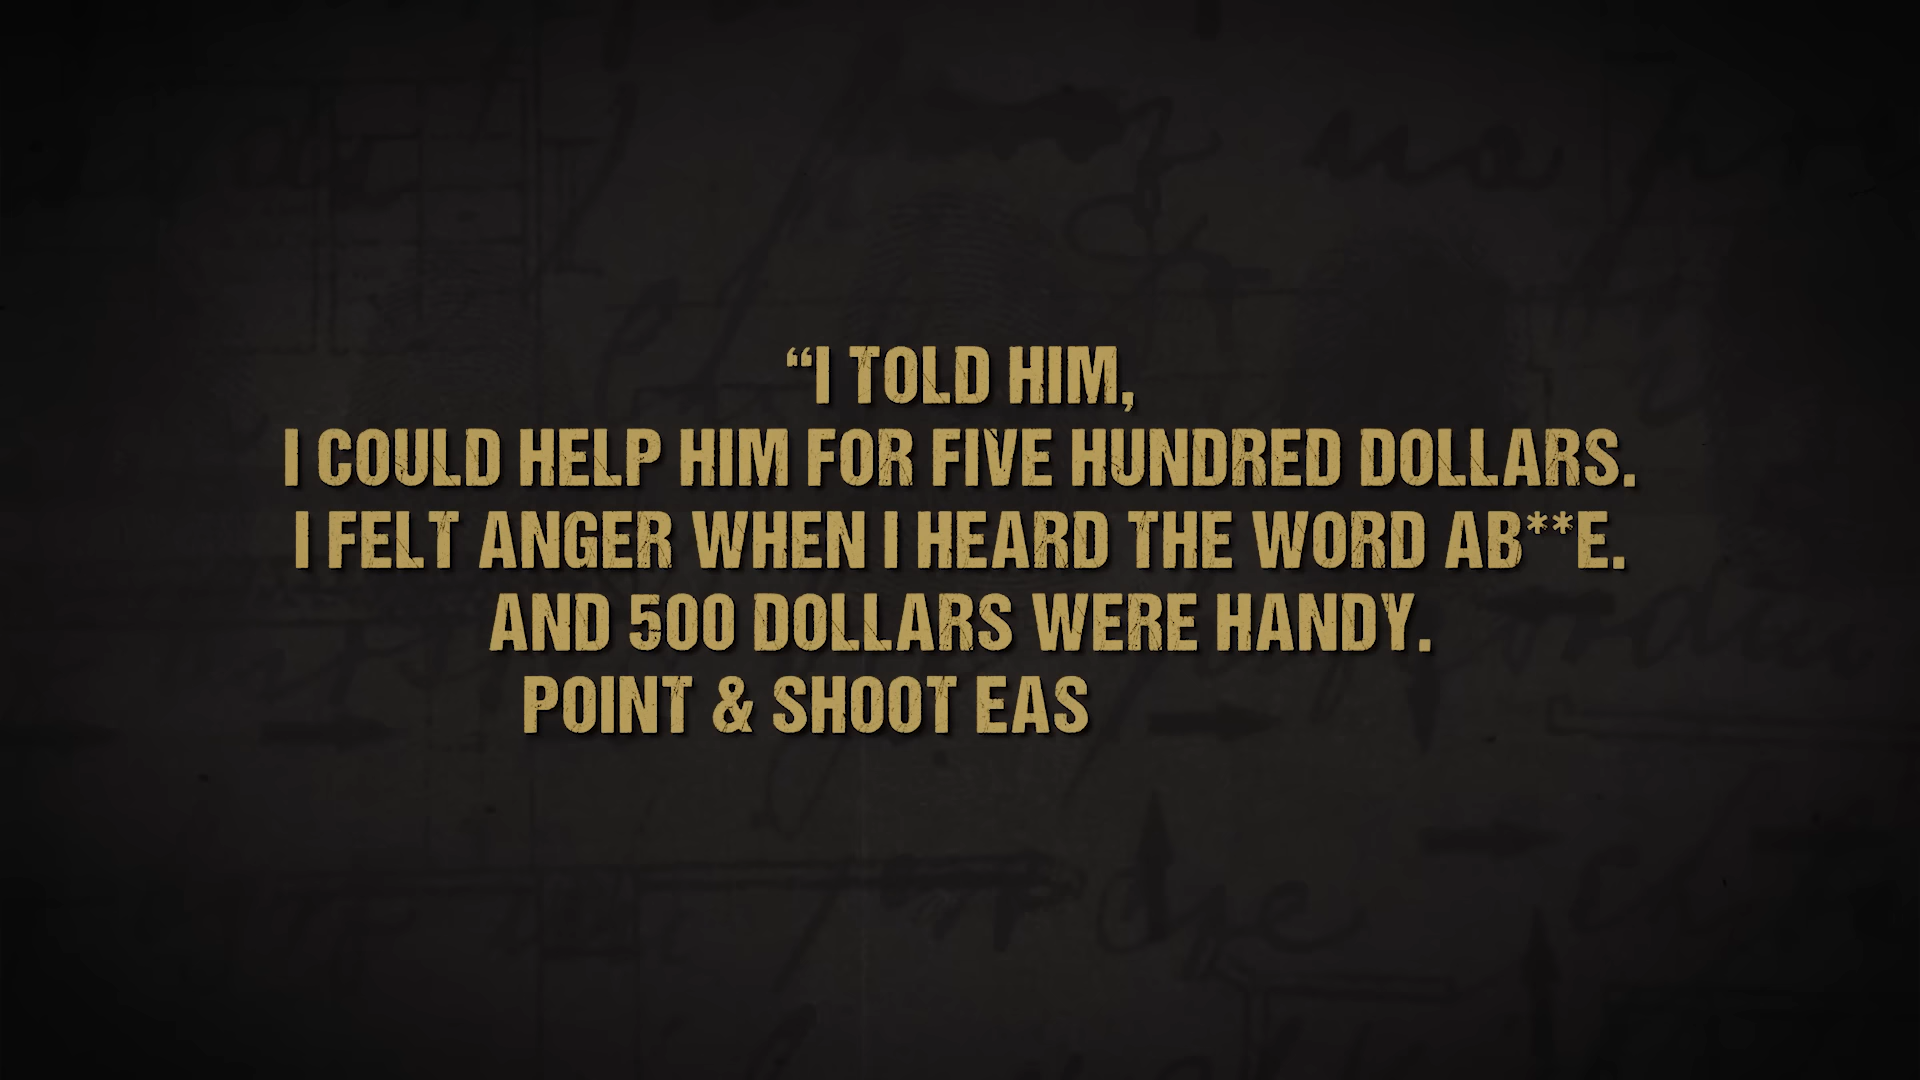 “I TOLD HIM,
I COULD HELP HIM FOR FIVE HUNDRED DOLLARS.
I FELT ANGER WHEN I HEARD THE WORD AB**E.
AND 500 DOLLARS WERE HANDY.
POINT & SHOOT EAS